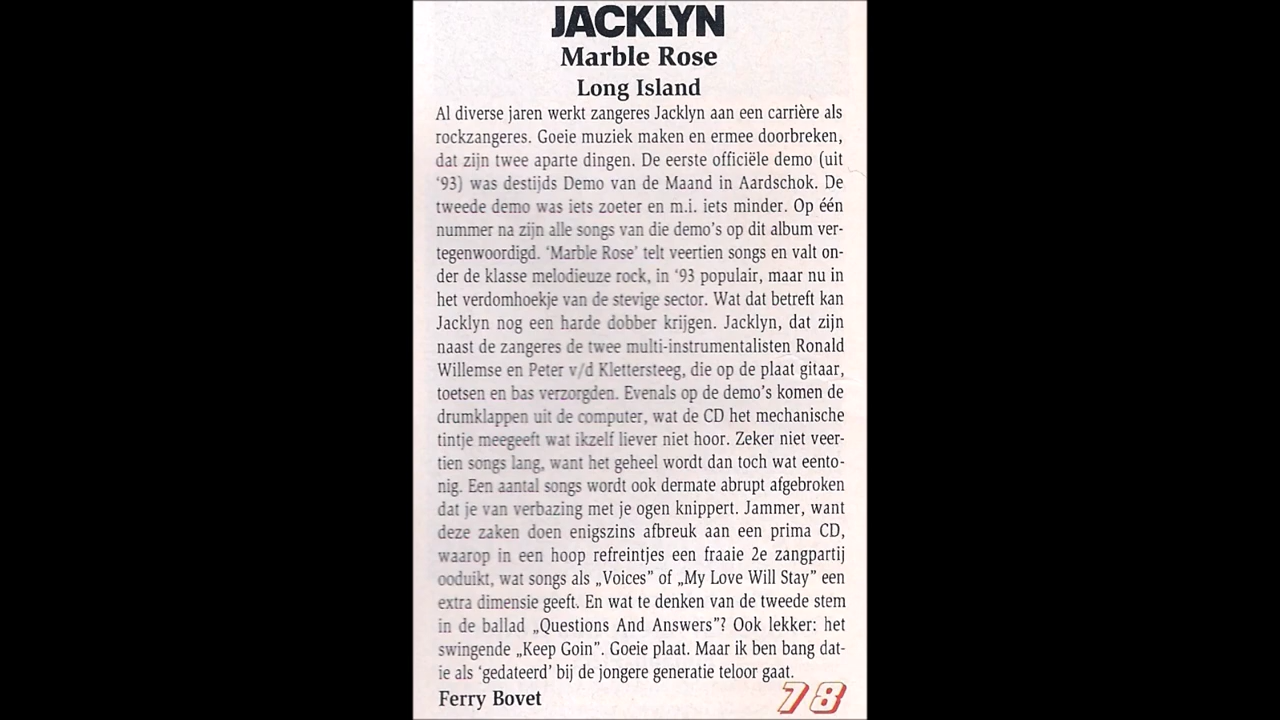 JACKLYN
Marble Rose
Long Island
Al diverse jaren werkt zangeres Jacklyn aan een carrière als
rockzangeres. Goeie muziek maken en ermee doorbreken,
dat zijn twee aparte dingen. De eerste officiële demo (uit
‘93) was destijds Demo van de Maand in Aardschok. De
tweede demo was iets zoeter en m.i. iets minder. Op één
nummer na zijn alle songs van die demo’s op dit album ver-
tegenwoordigd. ‘Marble Rose’ telt veertien songs en valt on-
der de klasse melodieuze rock, in ‘93 populair, maar nu in
het verdomhoekje van de stevige sector. Wat dat betreft kan
Jacklyn nog een harde dobber krijgen. Jacklyn, dat zijn
naast de zangeres de twee multi-instrumentalisten Ronald
Willemse en Peter v/d Klettersteeg, die op de plaat gitaar,
toetsen en bas verzorgden. Evenals op de demo’s komen de
drumklappen uit de computer, wat de CD het mechanische
tintje meegeeft wat ikzelf liever niet hoor. Zeker niet veer-
tien songs lang, want het geheel wordt dan toch wat eento-
nig. Een aantal songs wordt ook dermate abrupt afgebroken
dat je van verbazing met je ogen knippert. Jammer, want
deze zaken doen enigszins afbreuk aan een prima CD,
waarop in een hoop refreintjes een fraaie 2e zangpartij
ooduikt, wat songs als „Voices” of „My Love Will Stay” een
extra dimensie geeft. En wat te denken van de tweede stem
in de ballad „Questions And Answers”? Ook lekker: het
swingende „Keep Goin”. Goeie plaat. Maar ik ben bang dat-
ie als ‘gedateerd’ bij de jongere generatie teloor gaat.
Ferry Bovet
78